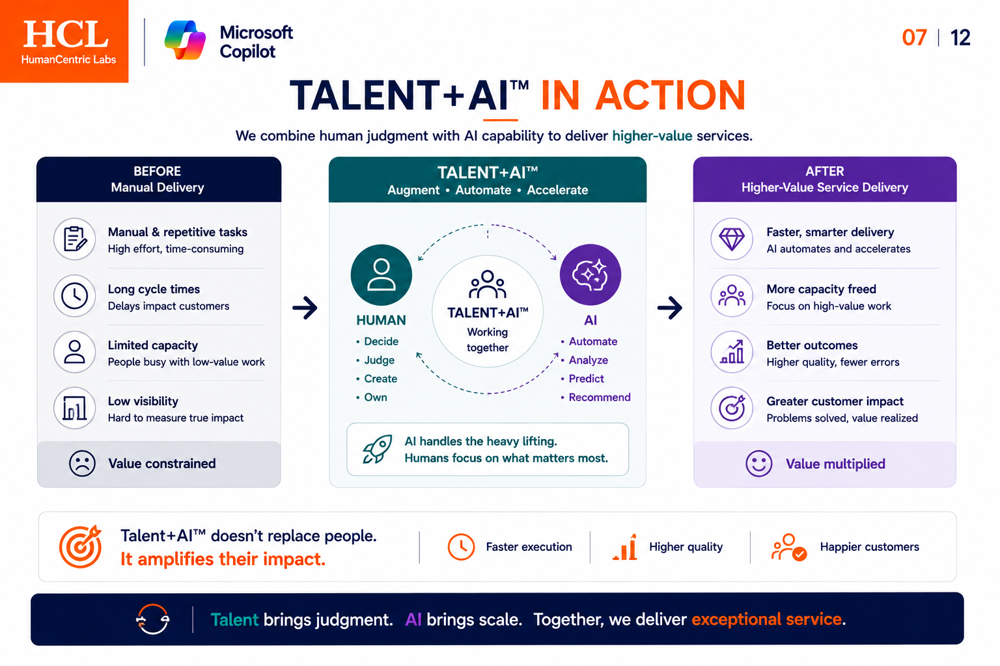 HCL
HumanCentric Labs
Microsoft
Copilot
07 | 12
TALENT+AI™ IN ACTION
We combine human judgment with AI capability to deliver higher-value services.
BEFORE
Manual Delivery
Manual & repetitive tasks
High effort, time-consuming
Long cycle times
Delays impact customers
Limited capacity
People busy with low-value work
Low visibility
Hard to measure true impact
Value constrained
TALENT+AI™
Augment • Automate • Accelerate
HUMAN
• Decide
• Judge
• Create
• Own
TALENT+AI™
Working
together
AI
• Automate
• Analyze
• Predict
• Recommend
AI handles the heavy lifting.
Humans focus on what matters most.
AFTER
Higher-Value Service Delivery
Faster, smarter delivery
AI automates and accelerates
More capacity freed
Focus on high-value work
Better outcomes
Higher quality, fewer errors
Greater customer impact
Problems solved, value realized
Value multiplied
Talent+AI™ doesn't replace people.
It amplifies their impact.
Faster execution
Higher quality
Happier customers
Talent brings judgment. AI brings scale. Together, we deliver exceptional service.